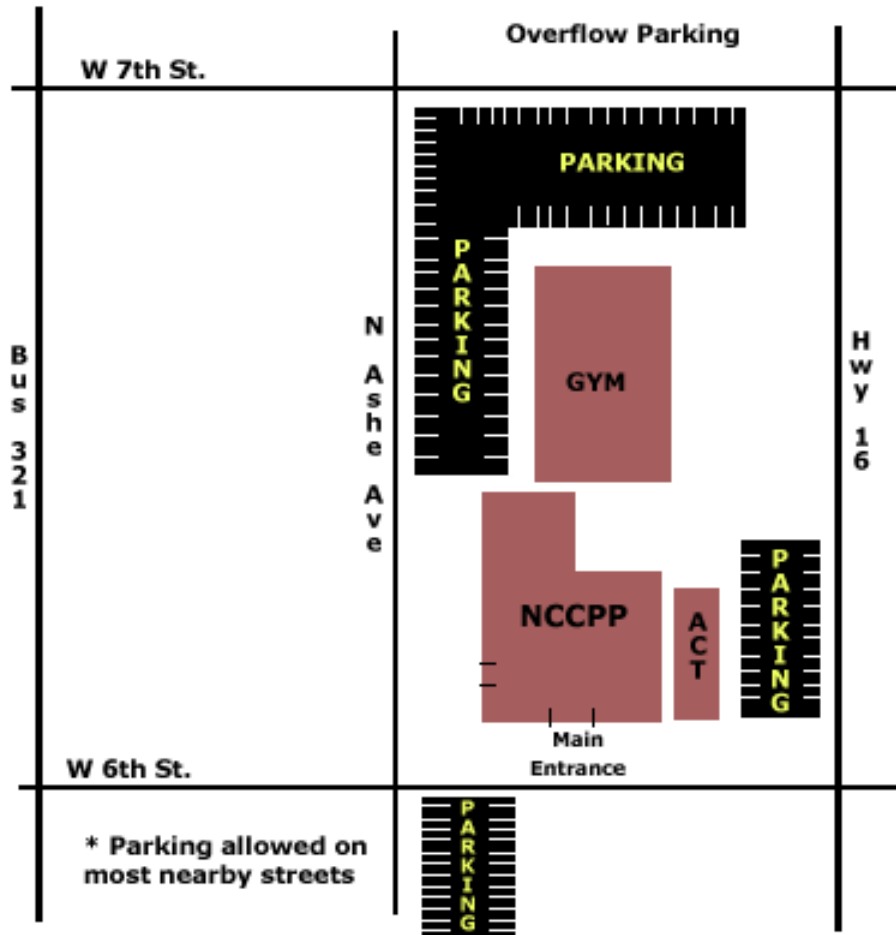 Overflow Parking
W 7th St.
PARKING
PARKING
N Ashe Ave
Bus 321
Hwy 16
GYM
PARKING
NCCPP
ACT
Main
Entrance
W 6th St.
PARKING
* Parking allowed on
most nearby streets